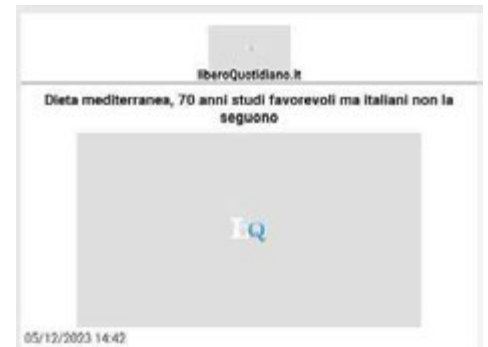 liberoQuotidiano.it
Dieta mediterranea, 70 anni studi favorevoli ma italiani non la
seguono
LQ
05/12/2023 14:42